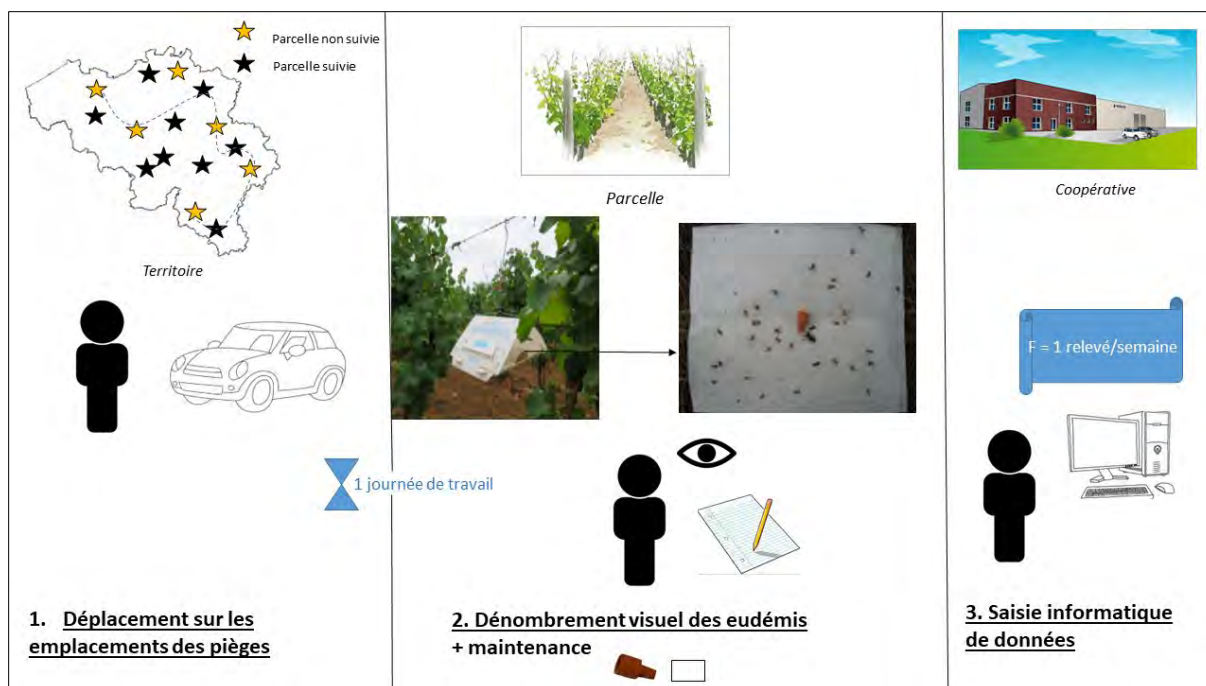 Parcelle non suivie
Parcelle suivie
Territoire
1 journée de travail
1. Déplacement sur les
emplacements des pièges
Parcelle
2. Dénombrement visuel des eudémis
+ maintenance
Coopérative
F = 1 relevé/semaine
3. Saisie informatique
de données